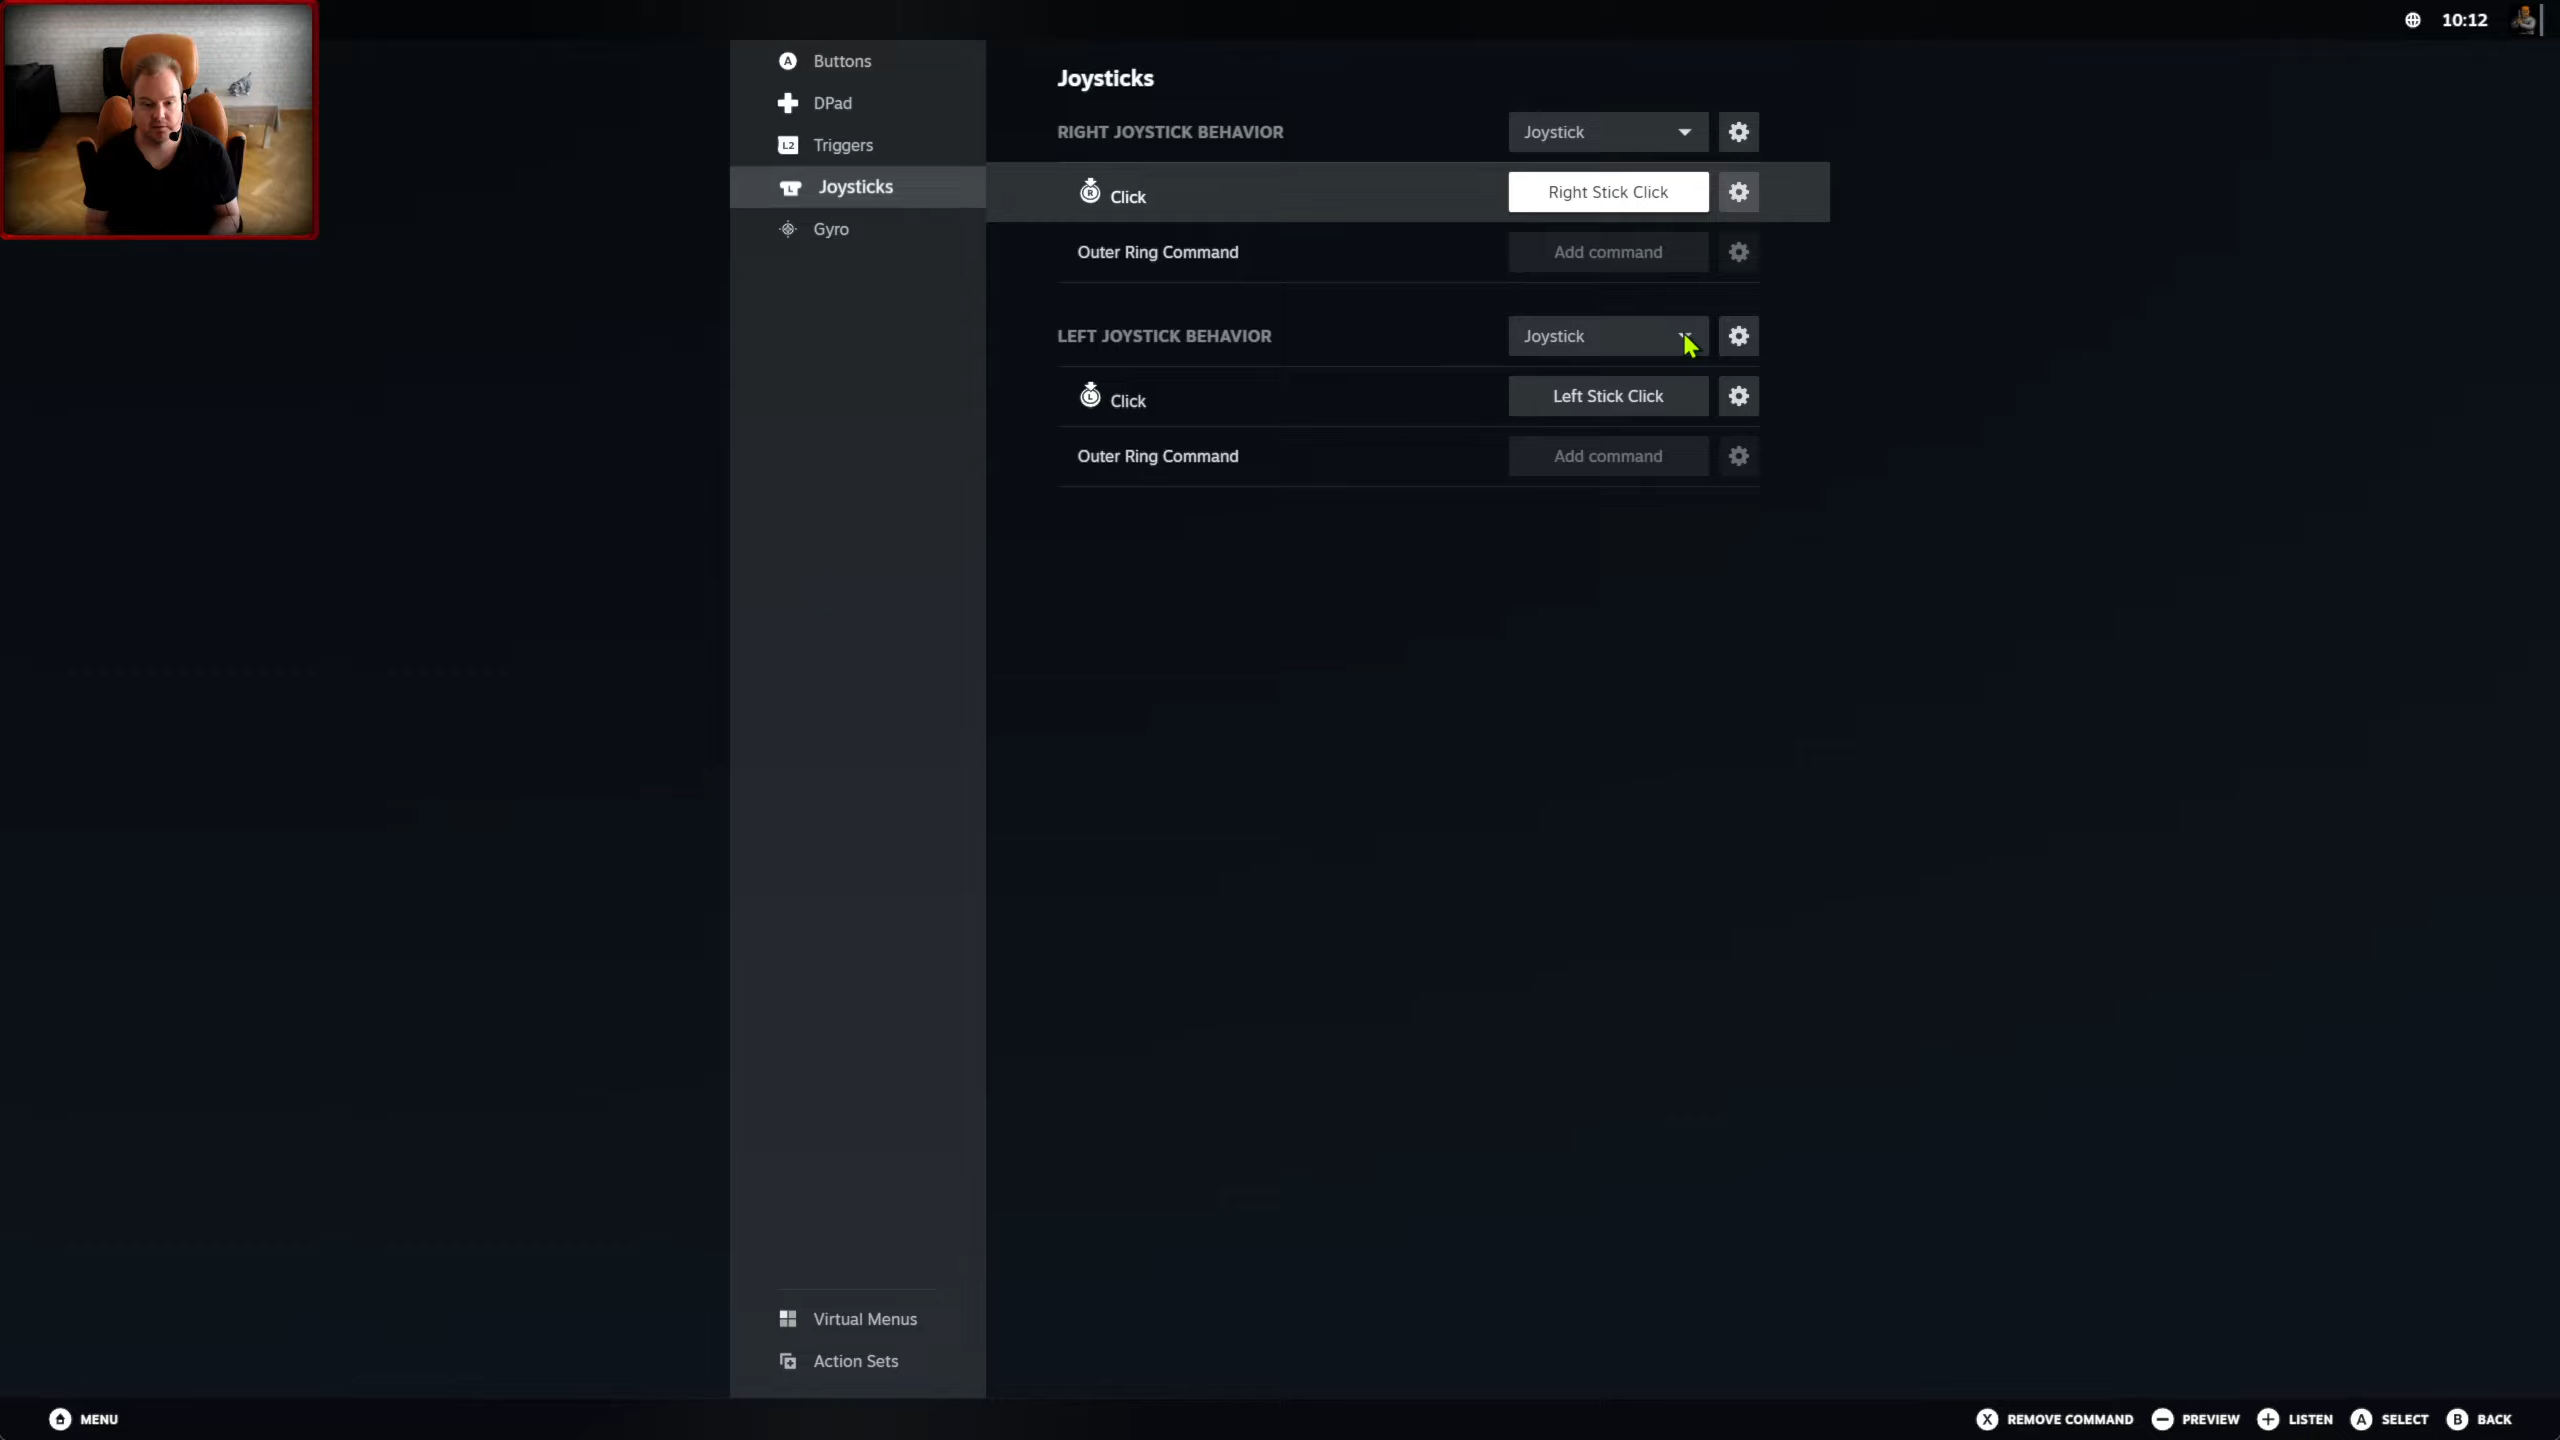 10:12
Buttons
DPad
Triggers
Joysticks
Gyro
Virtual Menus
Action Sets
Joysticks
RIGHT JOYSTICK BEHAVIOR
Joystick
Click
Right Stick Click
Outer Ring Command
Add command
LEFT JOYSTICK BEHAVIOR
Joystick
Click
Left Stick Click
Outer Ring Command
Add command
MENU
X REMOVE COMMAND
PREVIEW
LISTEN
A SELECT
B BACK